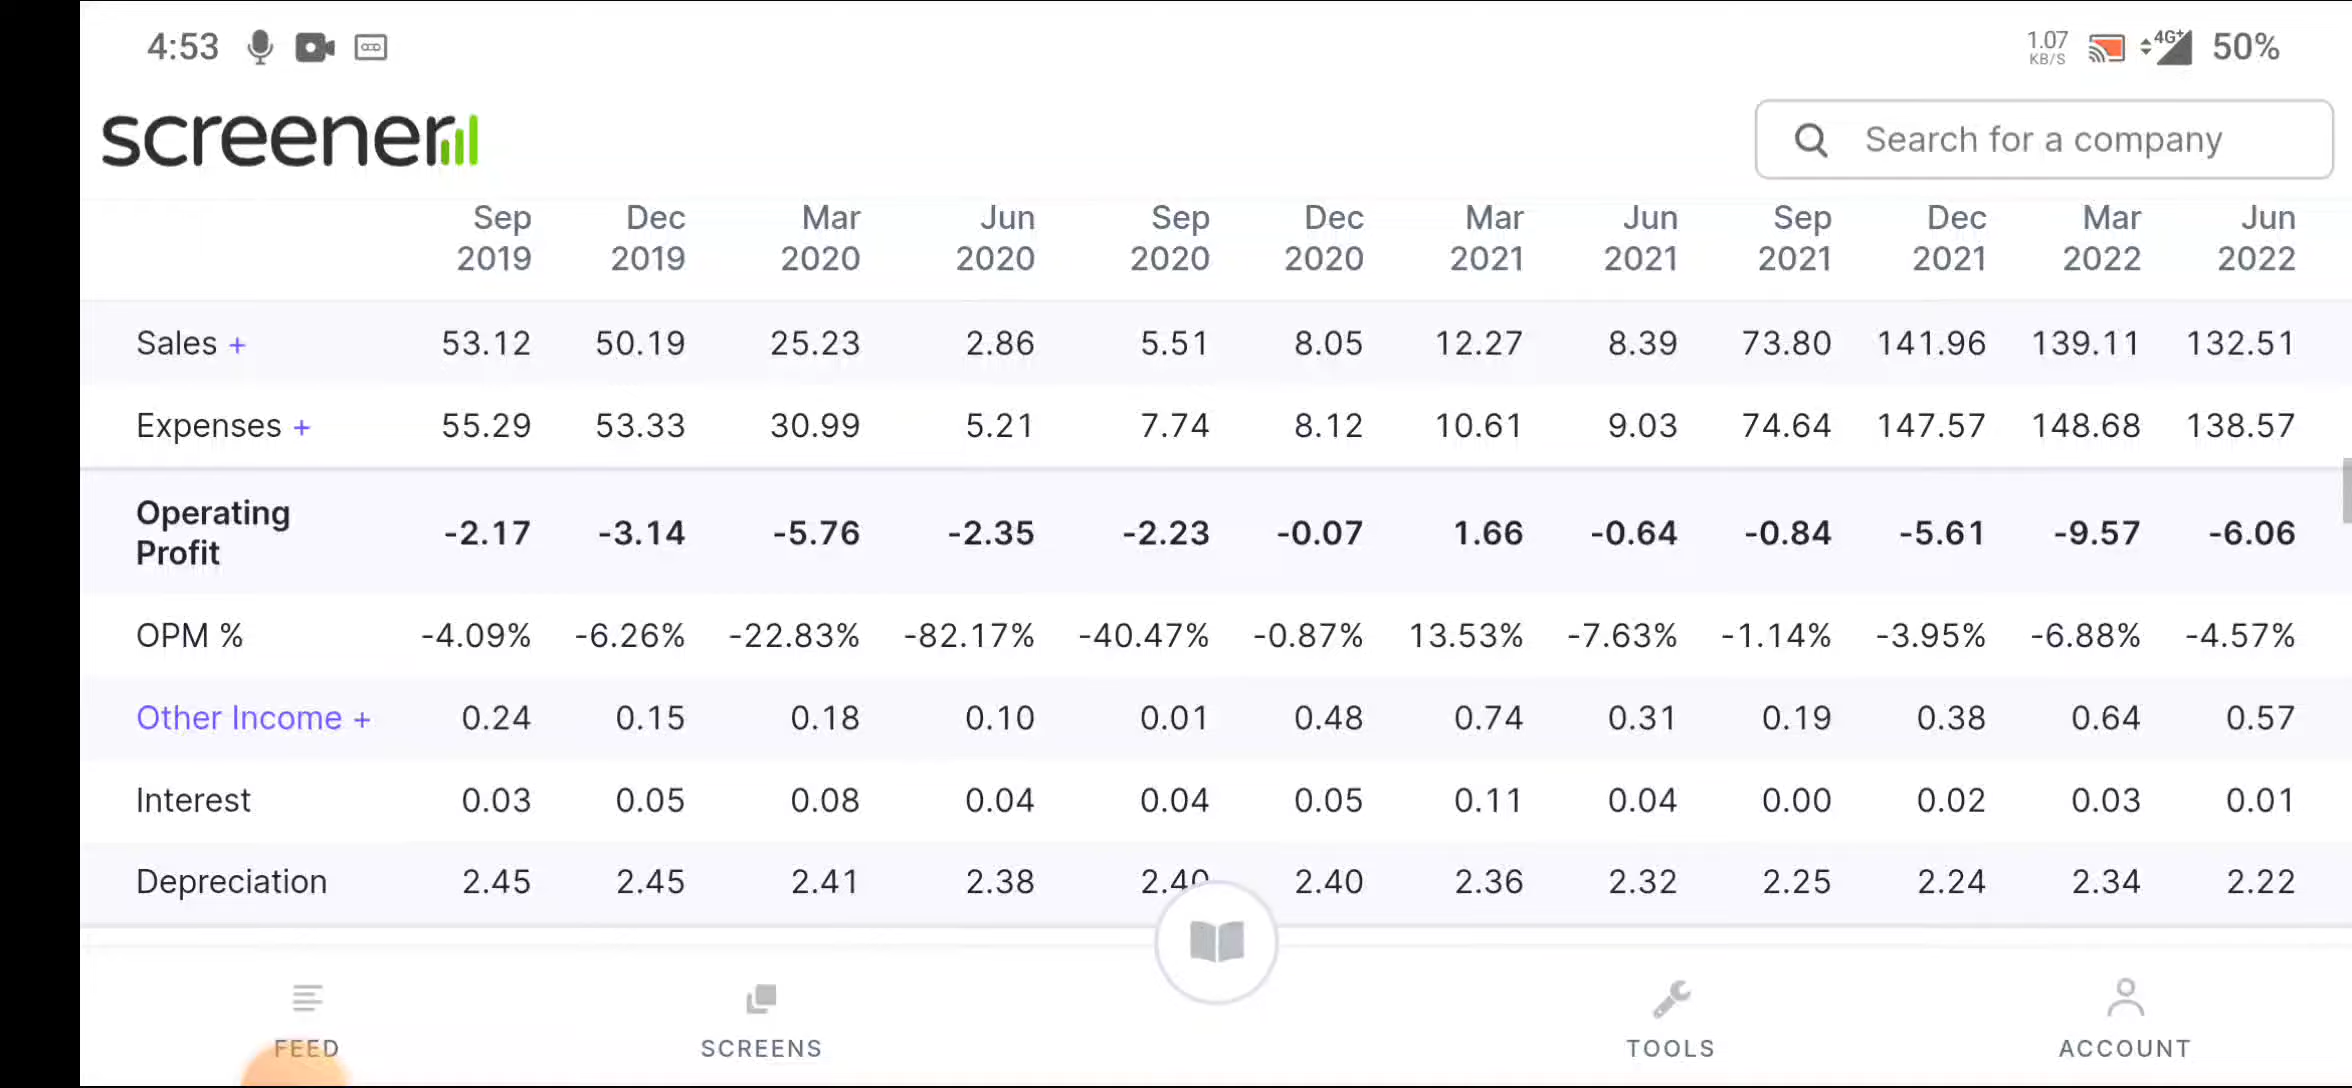 4:53 1.07 KB/S 4G+ 50%
screener Search for a company
Sep 2019 Dec 2019 Mar 2020 Jun 2020 Sep 2020 Dec 2020 Mar 2021 Jun 2021 Sep 2021 Dec 2021 Mar 2022 Jun 2022
Sales + 53.12 50.19 25.23 2.86 5.51 8.05 12.27 8.39 73.80 141.96 139.11 132.51
Expenses + 55.29 53.33 30.99 5.21 7.74 8.12 10.61 9.03 74.64 147.57 148.68 138.57
Operating Profit -2.17 -3.14 -5.76 -2.35 -2.23 -0.07 1.66 -0.64 -0.84 -5.61 -9.57 -6.06
OPM % -4.09% -6.26% -22.83% -82.17% -40.47% -0.87% 13.53% -7.63% -1.14% -3.95% -6.88% -4.57%
Other Income + 0.24 0.15 0.18 0.10 0.01 0.48 0.74 0.31 0.19 0.38 0.64 0.57
Interest 0.03 0.05 0.08 0.04 0.04 0.05 0.11 0.04 0.00 0.02 0.03 0.01
Depreciation 2.45 2.45 2.41 2.38 2.40 2.40 2.36 2.32 2.25 2.24 2.34 2.22
FEED SCREENS TOOLS ACCOUNT